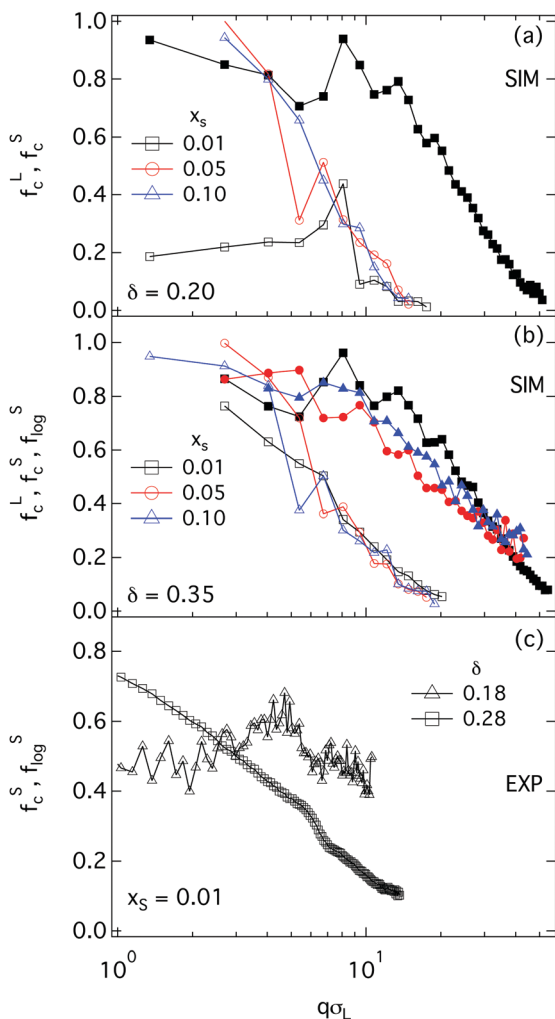 (a)
SIM
1.0
0.8
0.6
0.4
0.2
0.0
f_c^L, f_c^S
x_s
0.01
0.05
0.10
δ = 0.20
(b)
SIM
1.0
0.8
0.6
0.4
0.2
0.0
f_c^L, f_c^S, f_log^S
x_s
0.01
0.05
0.10
δ = 0.35
(c)
EXP
0.8
0.6
0.4
0.2
0.0
f_c^S, f_log^S
δ
0.18
0.28
x_S = 0.01
10^0
10^1
qσ_L